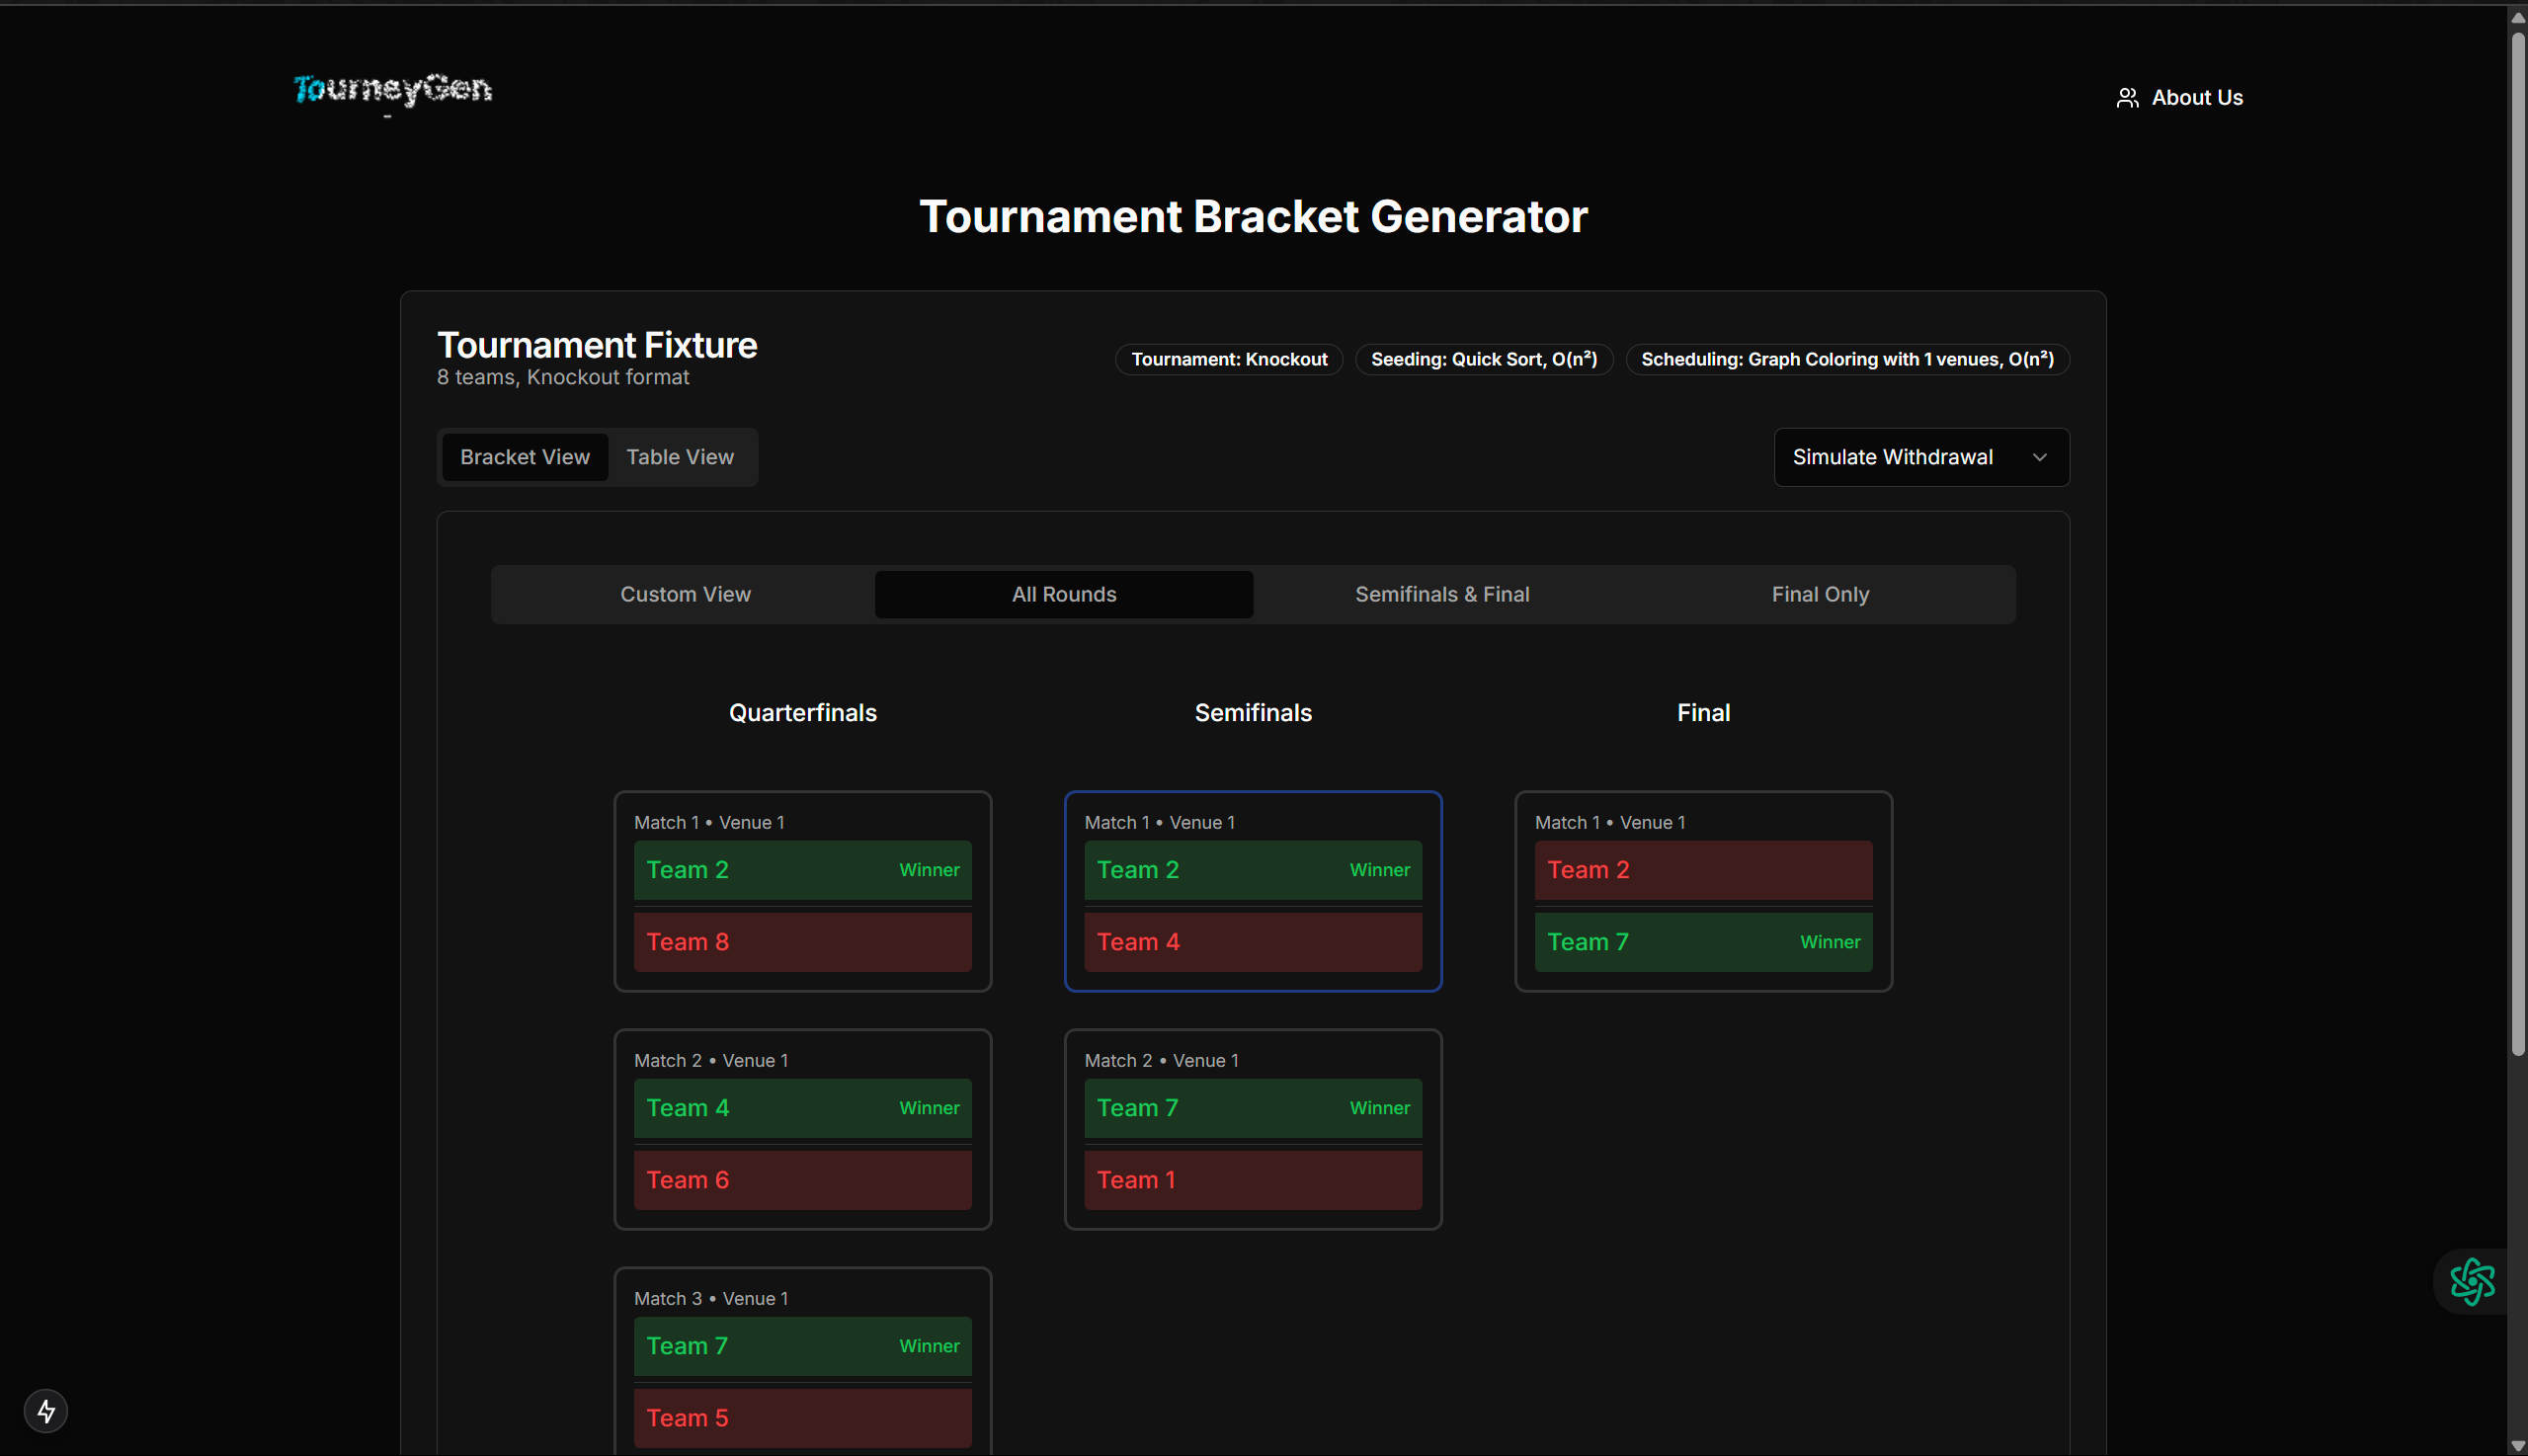 TourneyGen
About Us
Tournament Bracket Generator
Tournament Fixture
8 teams, Knockout format
Tournament: Knockout
Seeding: Quick Sort, O(n²)
Scheduling: Graph Coloring with 1 venues, O(n²)
Bracket View
Table View
Simulate Withdrawal
Custom View
All Rounds
Semifinals & Final
Final Only
Quarterfinals
Match 1 • Venue 1
Team 2 Winner
Team 8
Match 2 • Venue 1
Team 4 Winner
Team 6
Match 3 • Venue 1
Team 7 Winner
Team 5
Semifinals
Match 1 • Venue 1
Team 2 Winner
Team 4
Match 2 • Venue 1
Team 7 Winner
Team 1
Final
Match 1 • Venue 1
Team 2
Team 7 Winner